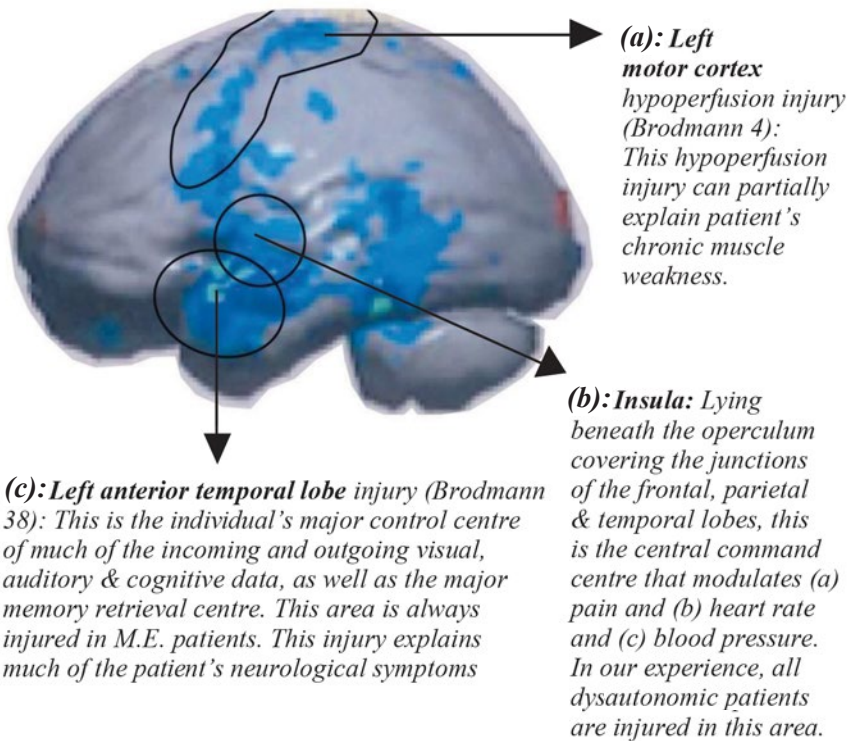 (a): Left
motor cortex
hypoperfusion injury
(Brodmann 4):
This hypoperfusion
injury can partially
explain patient's
chronic muscle
weakness.
(b): Insula: Lying
beneath the operculum
covering the junctions
of the frontal, parietal
& temporal lobes, this
is the central command
centre that modulates (a)
pain and (b) heart rate
and (c) blood pressure.
In our experience, all
dysautonomic patients
are injured in this area.
(c): Left anterior temporal lobe injury (Brodmann
38): This is the individual's major control centre
of much of the incoming and outgoing visual,
auditory & cognitive data, as well as the major
memory retrieval centre. This area is always
injured in M.E. patients. This injury explains
much of the patient's neurological symptoms